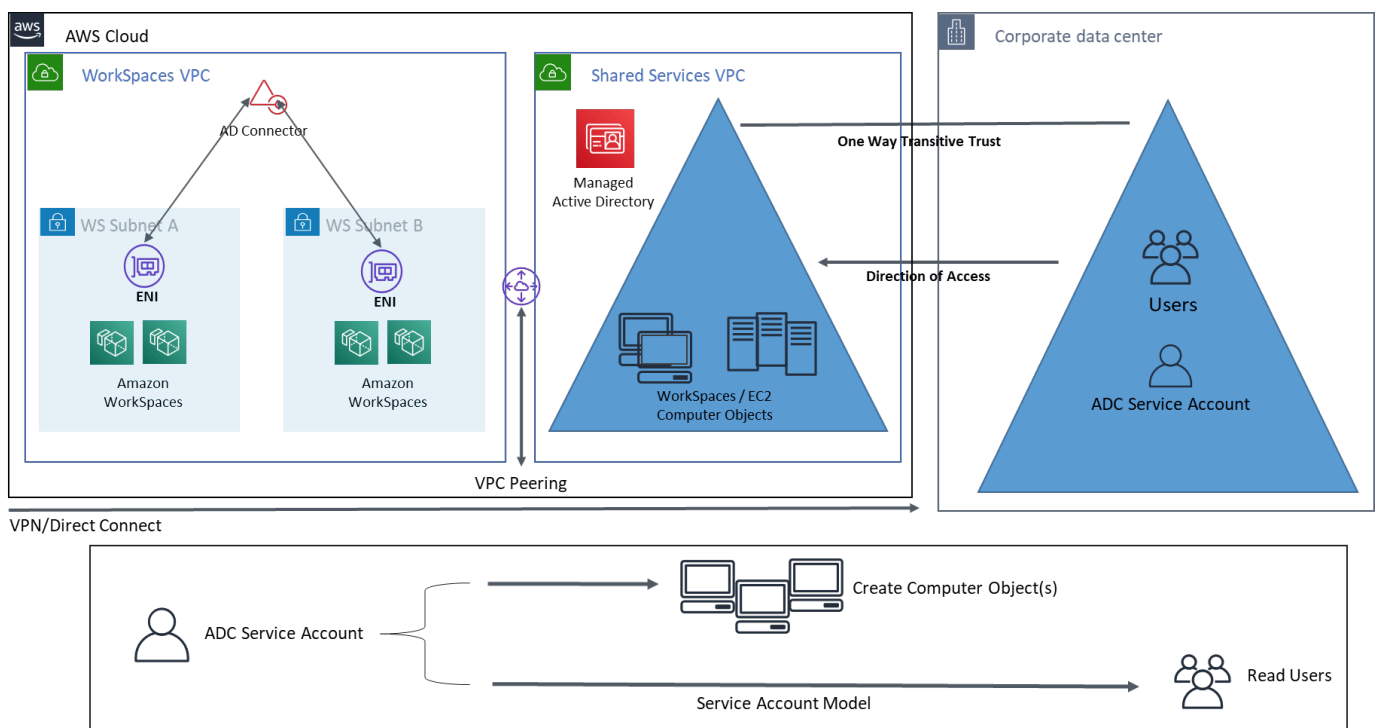 aws
AWS Cloud
Corporate data center
WorkSpaces VPC
Shared Services VPC
AD Connector
One Way Transitive Trust
Managed
Active Directory
WS Subnet A
WS Subnet B
Direction of Access
ENI
ENI
Users
Amazon
WorkSpaces
Amazon
WorkSpaces
WorkSpaces / EC2
Computer Objects
ADC Service Account
VPC Peering
VPN/Direct Connect
Create Computer Object(s)
ADC Service Account
Read Users
Service Account Model